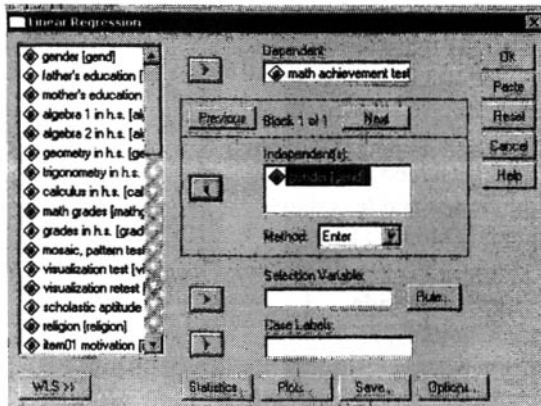 Linear Regression
gender [gend]
father's education [
mother's education
algebra 1 in h.s. [al
algebra 2 in h.s. [al
geometry in h.s. [ge
trigonometry in h.s.
calculus in h.s. [cal
math grades [math
grades in h.s. [grad
mosaic, pattern test
visualization test [vi
visualization retest [
scholastic aptitude
religion [religion]
item01 motivation [i
WLS >>
Dependent:
math achievement test
Previous
Block 1 of 1
Next
Independent(s):
gender [gend]
Method:
Enter
Selection Variable:
Rule...
Case Labels:
Statistics...
Plots...
Save...
Options...
OK
Paste
Reset
Cancel
Help